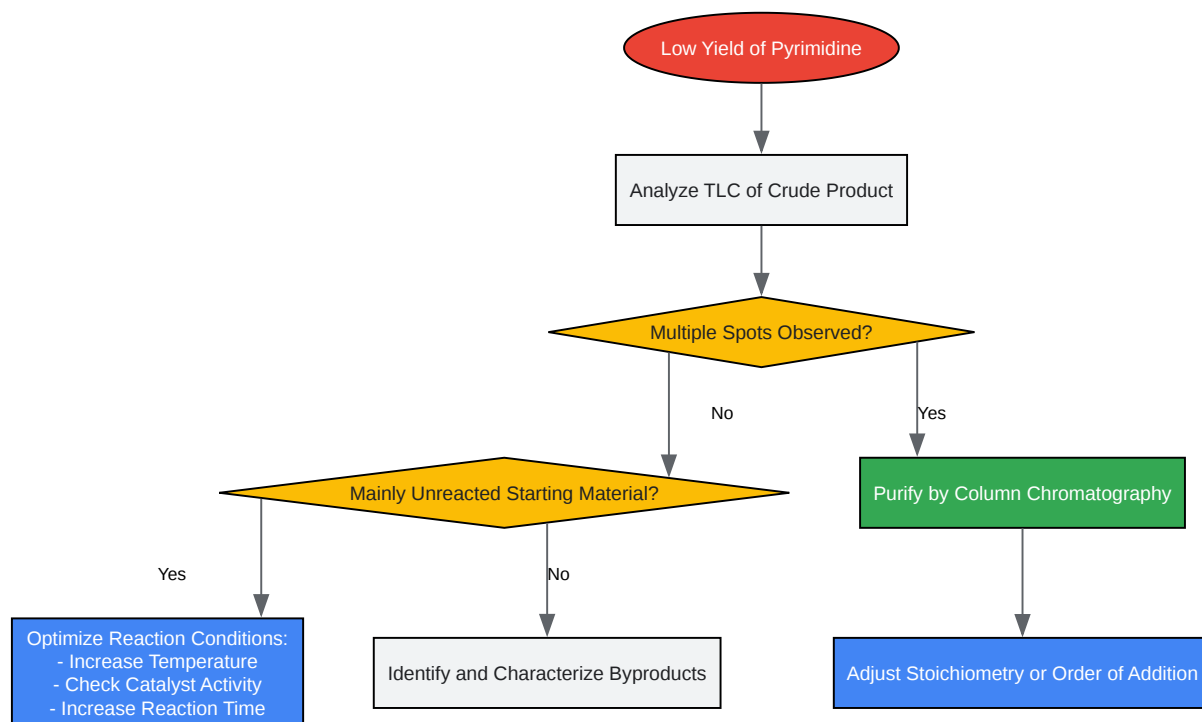 Low Yield of Pyrimidine
Analyze TLC of Crude Product
Multiple Spots Observed?
No
Yes
Mainly Unreacted Starting Material?
Purify by Column Chromatography
Yes
No
Optimize Reaction Conditions:
- Increase Temperature
- Check Catalyst Activity
- Increase Reaction Time
Identify and Characterize Byproducts
Adjust Stoichiometry or Order of Addition